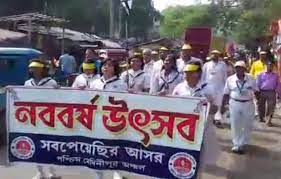 নববর্ষ উৎসব
সবপেয়েছির আসর
পশ্চিম মেদিনীপুর অঞ্চল